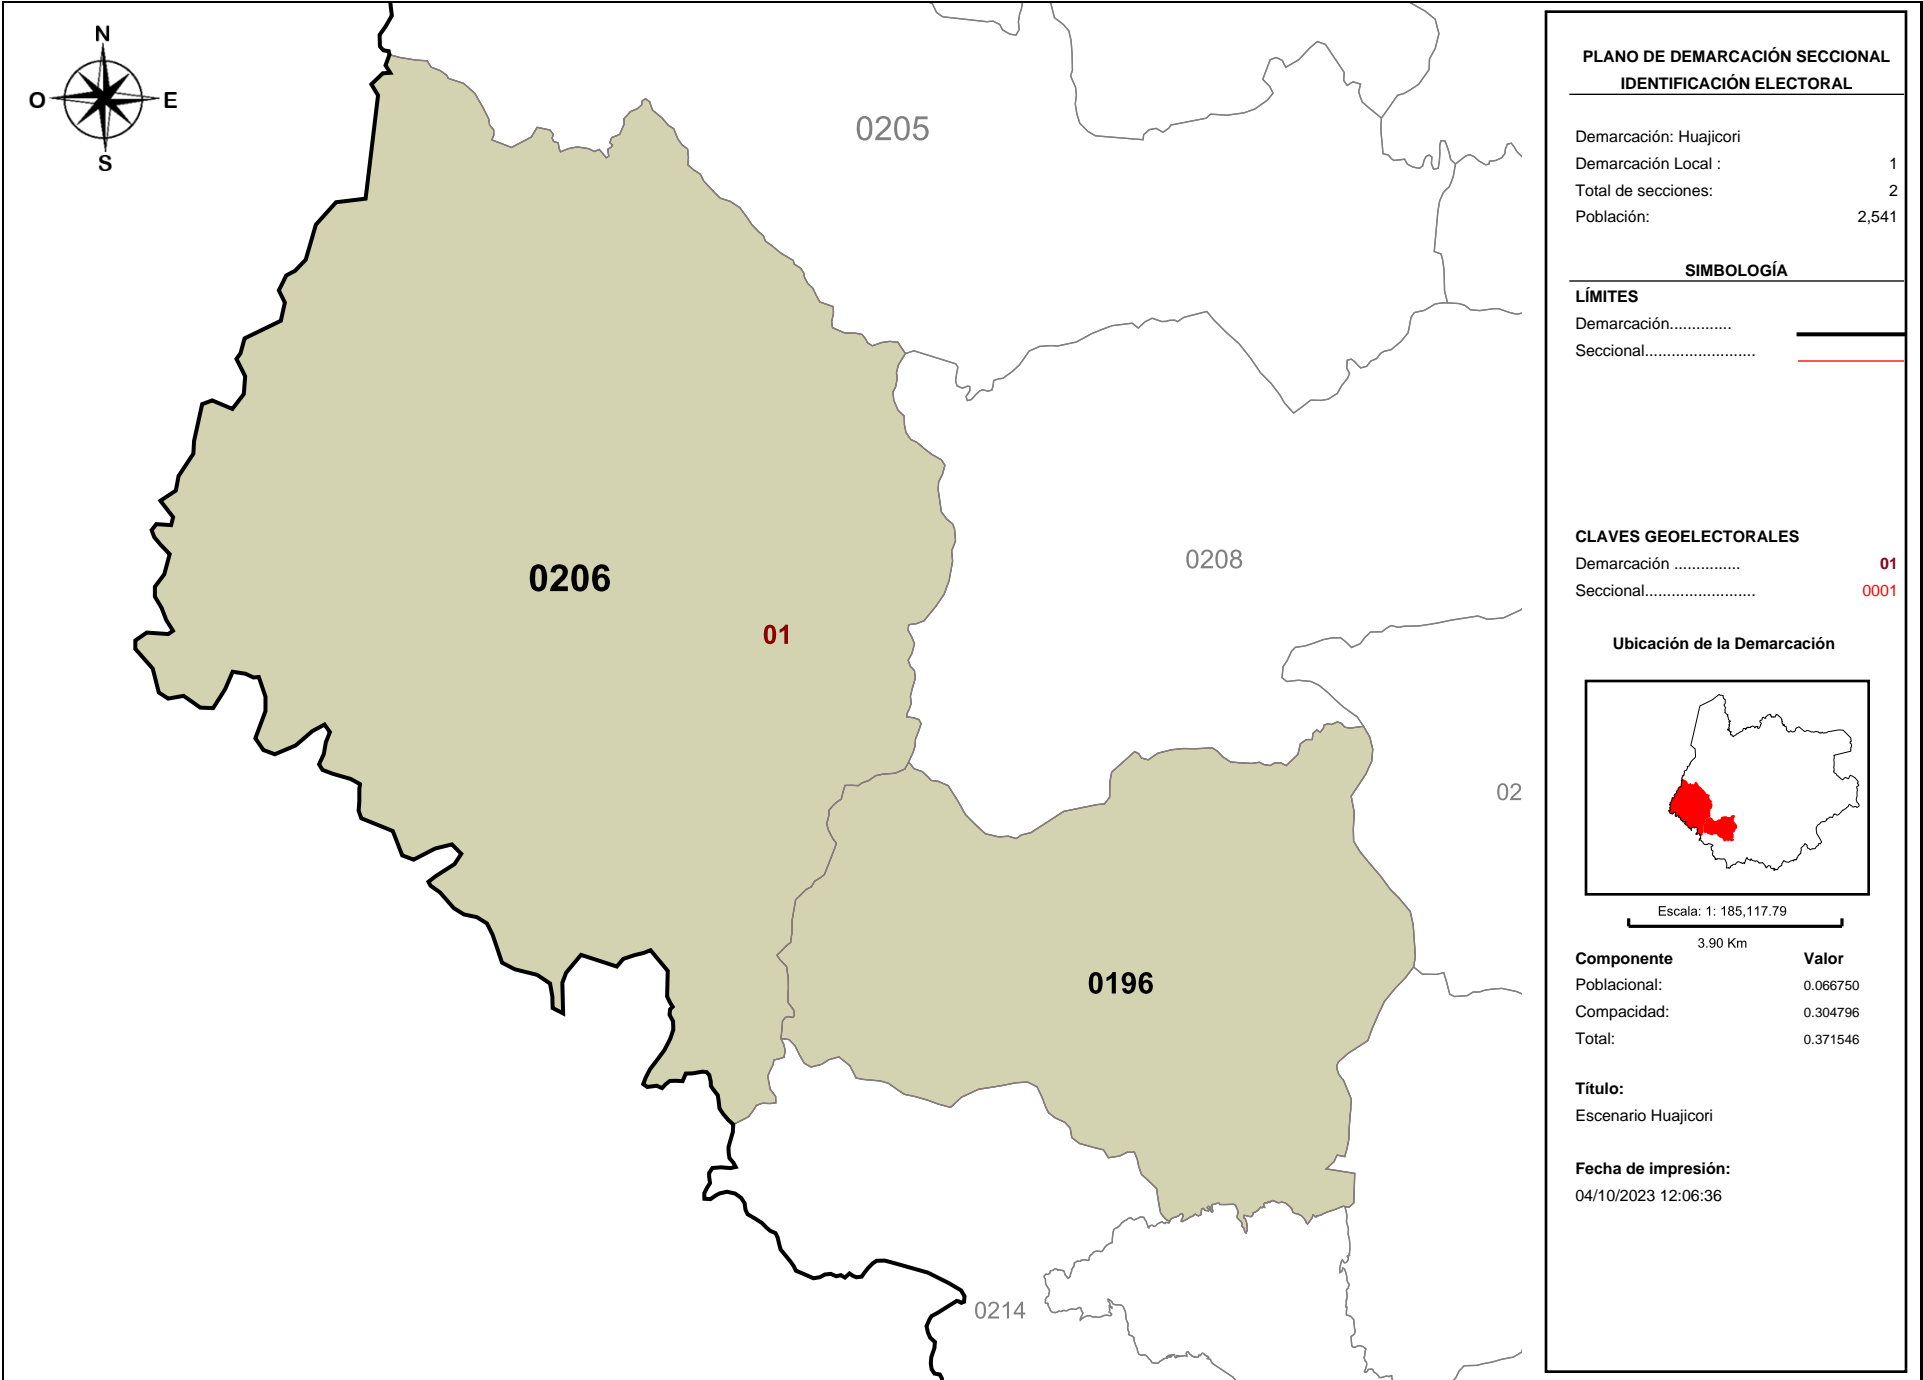 N
O E
S
0205
0206
01
0208
02
0196
0214
PLANO DE DEMARCACIÓN SECCIONAL
IDENTIFICACIÓN ELECTORAL
Demarcación: Huajicori
Demarcación Local : 1
Total de secciones: 2
Población: 2,541
SIMBOLOGÍA
LÍMITES
Demarcación..............
Seccional.........................
CLAVES GEOELECTORALES
Demarcación ............... 01
Seccional......................... 0001
Ubicación de la Demarcación
Escala: 1: 185,117.79
3.90 Km
Componente Valor
Poblacional: 0.066750
Compacidad: 0.304796
Total: 0.371546
Título:
Escenario Huajicori
Fecha de impresión:
04/10/2023 12:06:36